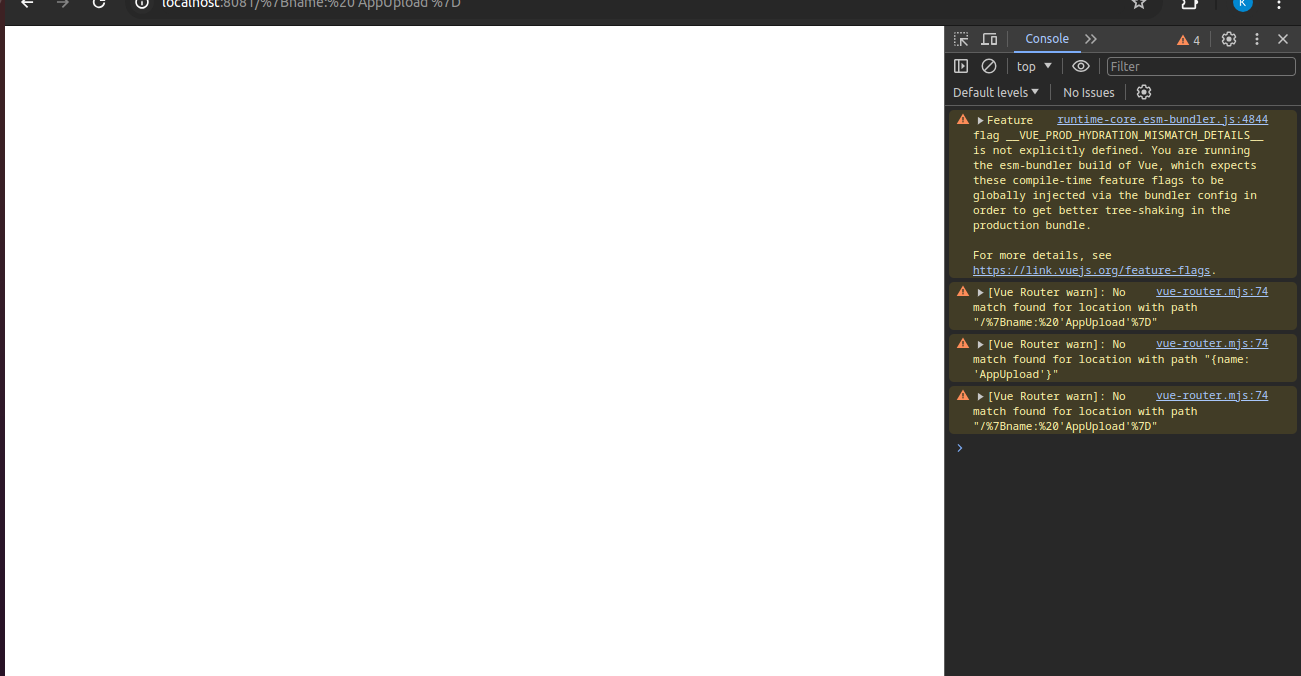 localhost:8081/%7Bname:%20'AppUpload'%7D
K
Console
4
top
Filter
Default levels
No Issues
Feature runtime-core.esm-bundler.js:4844
flag __VUE_PROD_HYDRATION_MISMATCH_DETAILS__
is not explicitly defined. You are running
the esm-bundler build of Vue, which expects
these compile-time feature flags to be
globally injected via the bundler config in
order to get better tree-shaking in the
production bundle.
For more details, see
https://link.vuejs.org/feature-flags.
[Vue Router warn]: No vue-router.mjs:74
match found for location with path
"/%7Bname:%20'AppUpload'%7D"
[Vue Router warn]: No vue-router.mjs:74
match found for location with path "{name:
'AppUpload'}"
[Vue Router warn]: No vue-router.mjs:74
match found for location with path
"/%7Bname:%20'AppUpload'%7D"